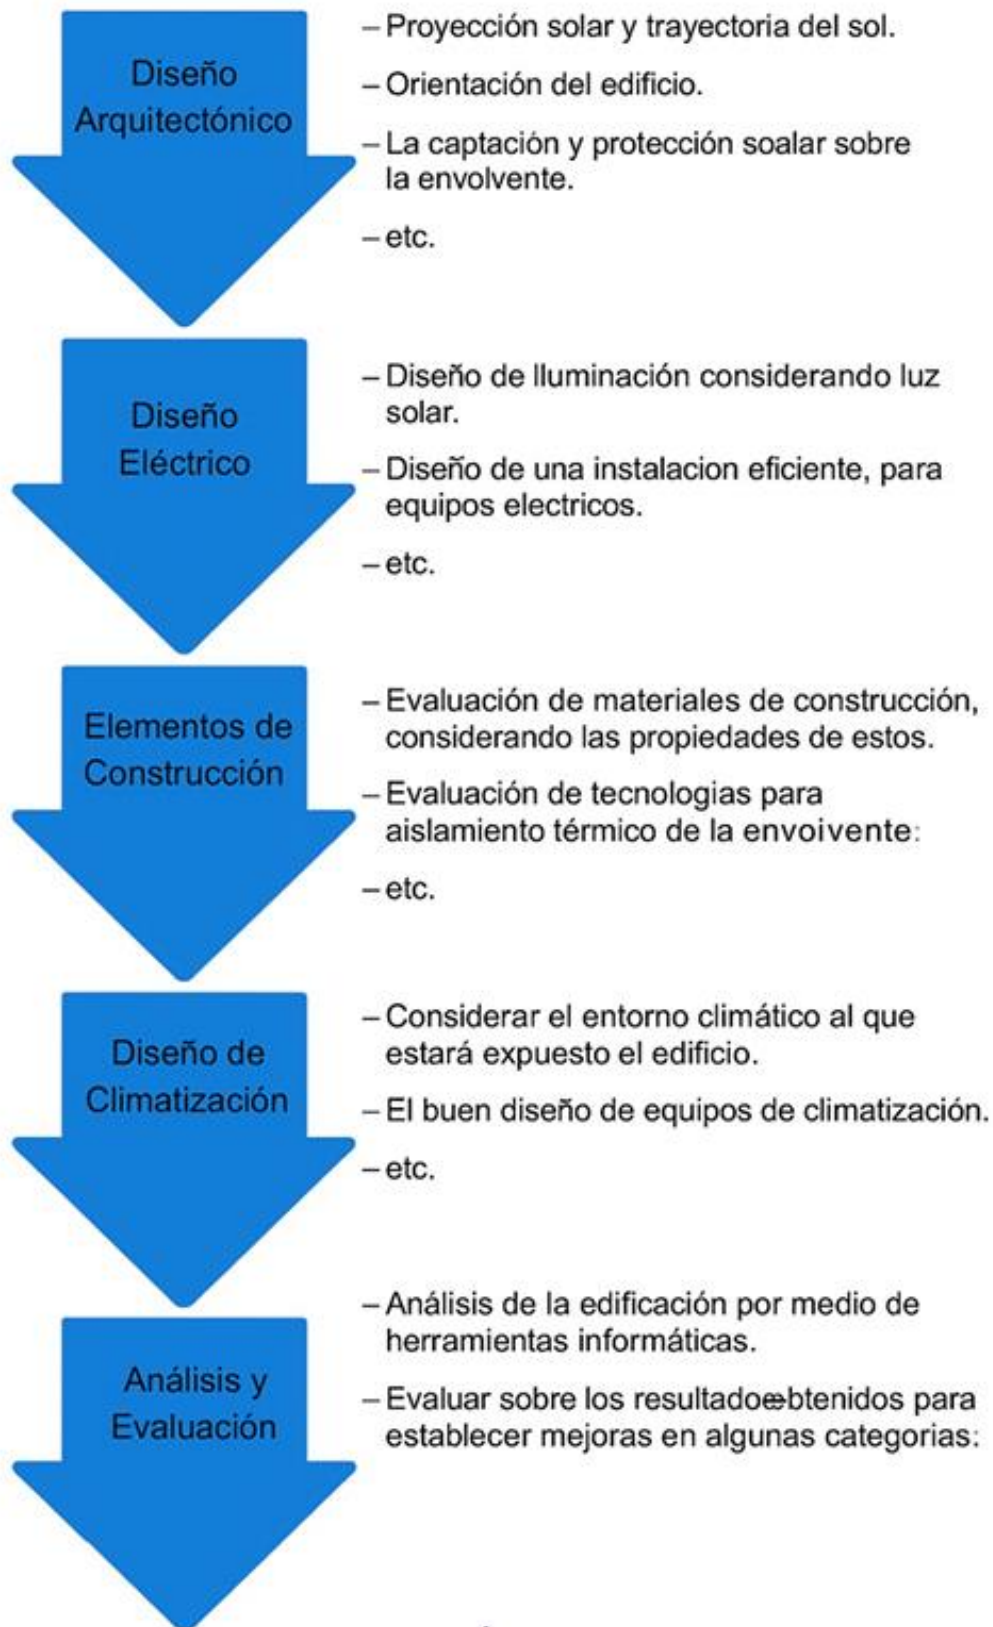 Diseño
Arquitectónico
– Proyección solar y trayectoria del sol.
– Orientación del edificio.
– La captación y protección soalar sobre
la envolvente.
– etc.
Diseño
Eléctrico
– Diseño de Iluminación considerando luz
solar.
– Diseño de una instalacion eficiente, para
equipos electricos.
– etc.
Elementos de
Construcción
– Evaluación de materiales de construcción,
considerando las propiedades de estos.
– Evaluación de tecnologias para
aislamiento térmico de la envoivente:
– etc.
Diseño de
Climatización
– Considerar el entorno climático al que
estará expuesto el edificio.
– El buen diseño de equipos de climatización.
– etc.
Análisis y
Evaluación
– Análisis de la edificación por medio de
herramientas informáticas.
– Evaluar sobre los resultadoebtenidos para
establecer mejoras en algunas categorias: